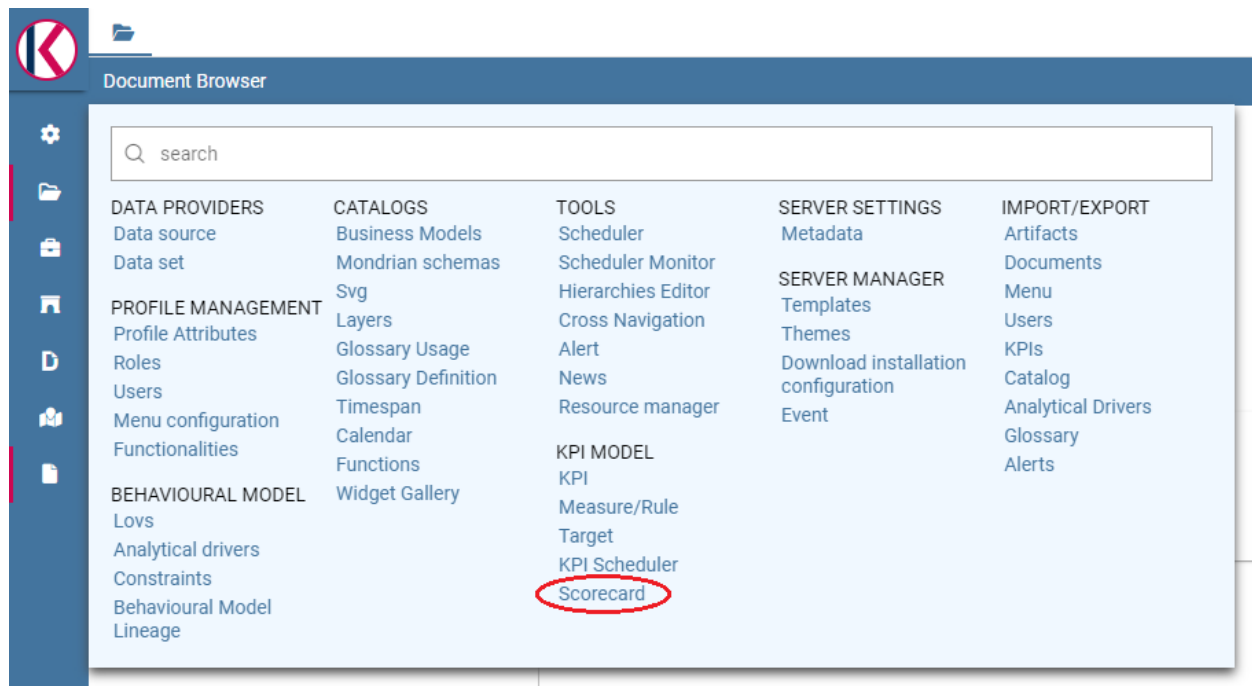 K
Document Browser
search
DATA PROVIDERS
Data source
Data set
PROFILE MANAGEMENT
Profile Attributes
Roles
Users
Menu configuration
Functionalities
BEHAVIOURAL MODEL
Lovs
Analytical drivers
Constraints
Behavioural Model
Lineage
CATALOGS
Business Models
Mondrian schemas
Svg
Layers
Glossary Usage
Glossary Definition
Timespan
Calendar
Functions
Widget Gallery
TOOLS
Scheduler
Scheduler Monitor
Hierarchies Editor
Cross Navigation
Alert
News
Resource manager
KPI MODEL
KPI
Measure/Rule
Target
KPI Scheduler
Scorecard
SERVER SETTINGS
Metadata
SERVER MANAGER
Templates
Themes
Download installation
configuration
Event
IMPORT/EXPORT
Artifacts
Documents
Menu
Users
KPIs
Catalog
Analytical Drivers
Glossary
Alerts